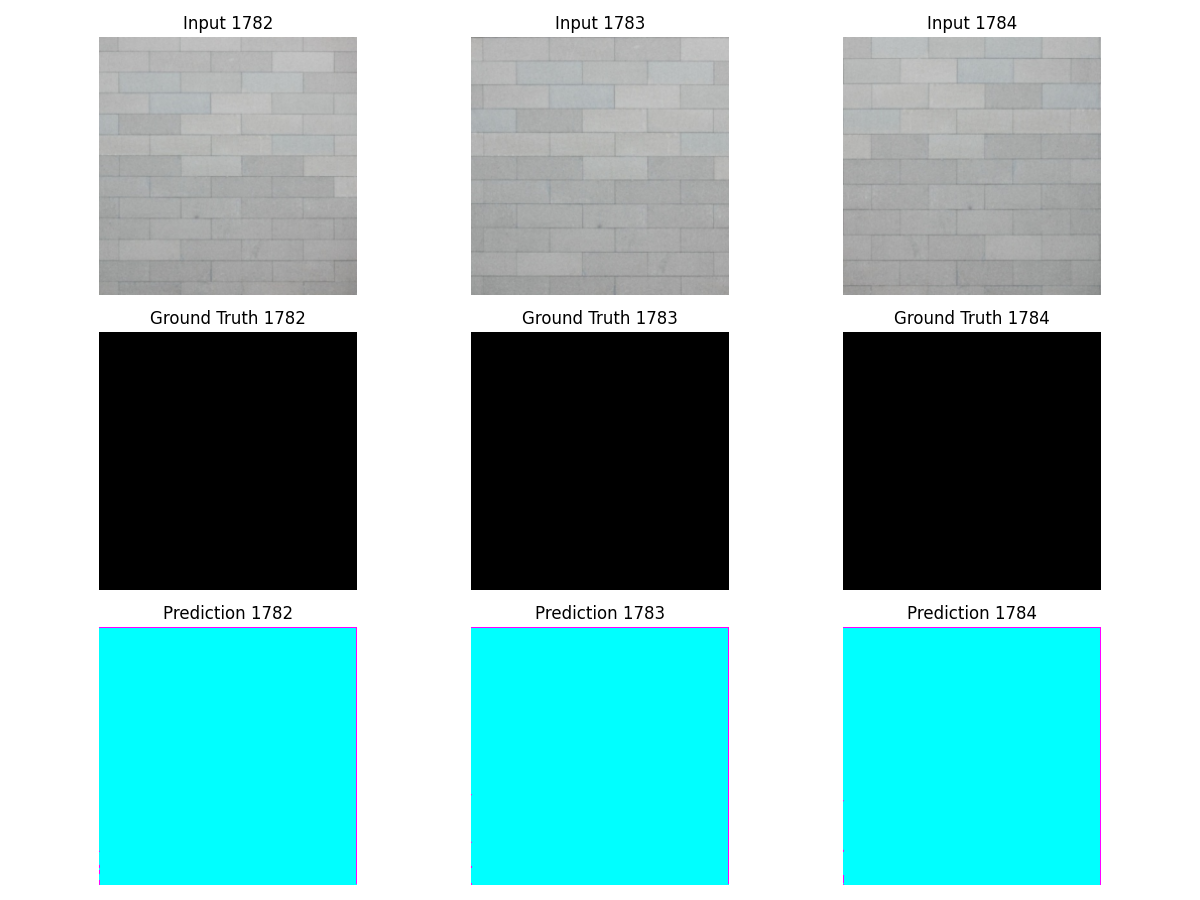 Input 1782
Input 1783
Input 1784
Ground Truth 1782
Ground Truth 1783
Ground Truth 1784
Prediction 1782
Prediction 1783
Prediction 1784